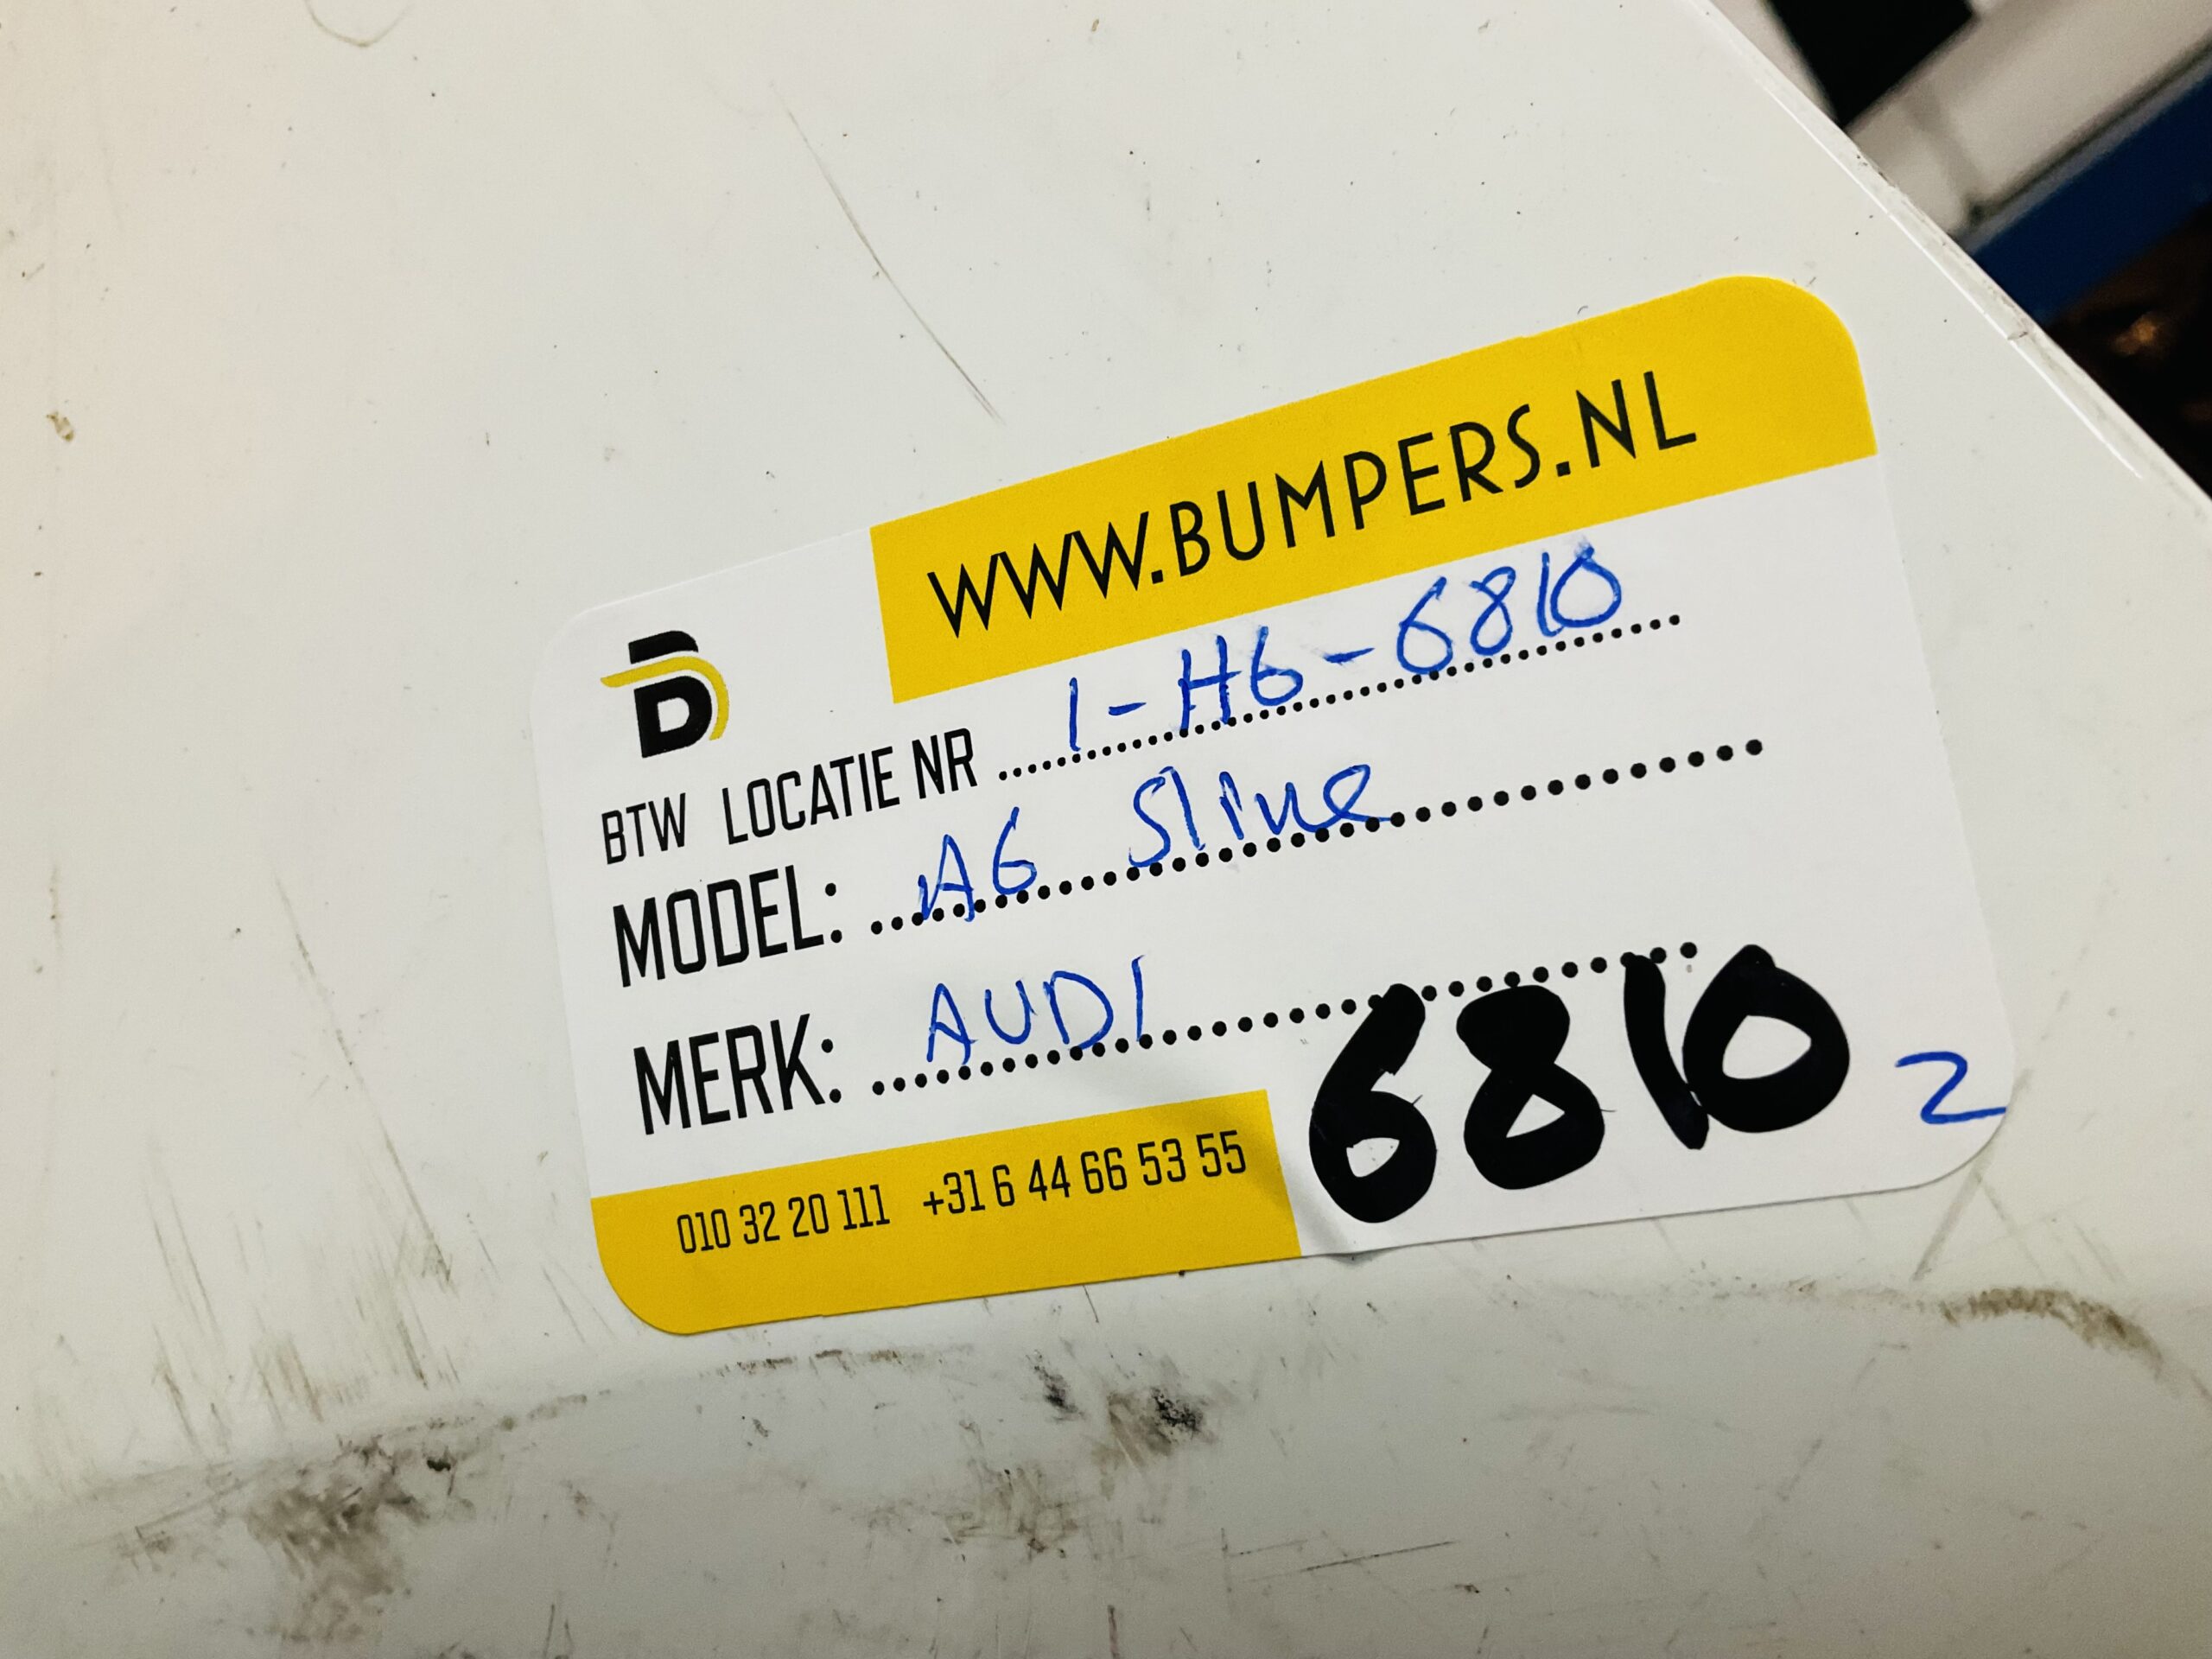 WWW.BUMPERS.NL
B
BTW LOCATIE NR 1-H6-6810
MODEL: A6 Sline
MERK: AUDI
6810 2
010 32 20 111 +31 6 44 66 53 55